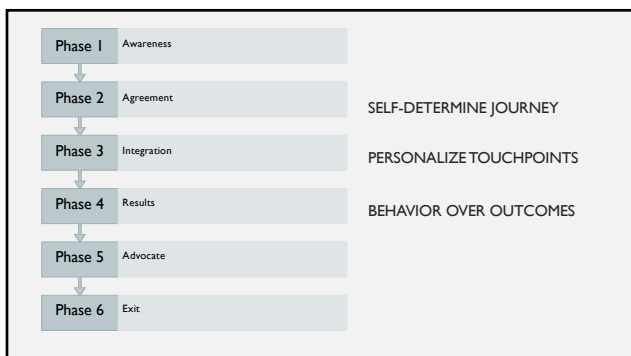 Phase 1 Awareness
Phase 2 Agreement
SELF-DETERMINE JOURNEY
Phase 3 Integration
PERSONALIZE TOUCHPOINTS
Phase 4 Results
BEHAVIOR OVER OUTCOMES
Phase 5 Advocate
Phase 6 Exit